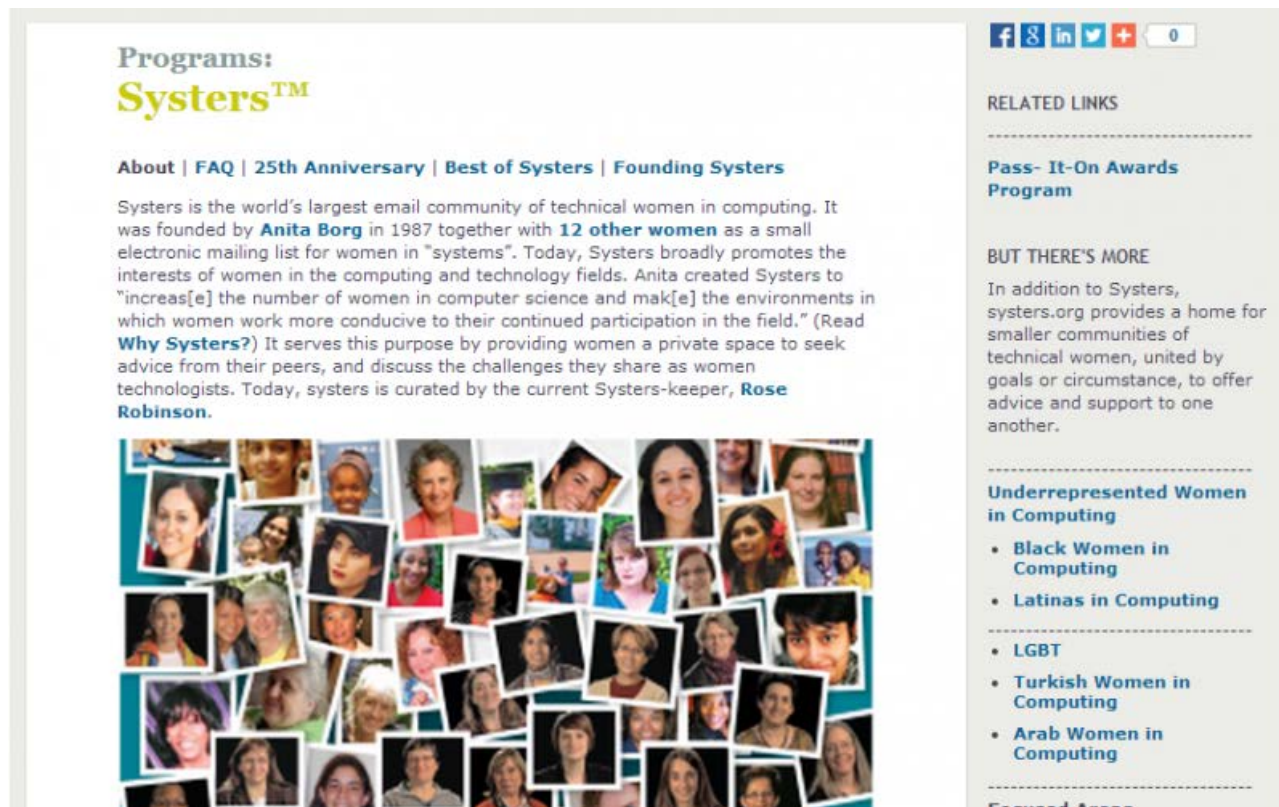 Programs:
Systers™
About | FAQ | 25th Anniversary | Best of Systers | Founding Systers
Systers is the world's largest email community of technical women in computing. It
was founded by Anita Borg in 1987 together with 12 other women as a small
electronic mailing list for women in "systems". Today, Systers broadly promotes the
interests of women in the computing and technology fields. Anita created Systers to
"increas[e] the number of women in computer science and mak[e] the environments in
which women work more conducive to their continued participation in the field." (Read
Why Systers?) It serves this purpose by providing women a private space to seek
advice from their peers, and discuss the challenges they share as women
technologists. Today, systers is curated by the current Systers-keeper, Rose
Robinson.
0
RELATED LINKS
Pass- It-On Awards
Program
BUT THERE'S MORE
In addition to Systers,
systers.org provides a home for
smaller communities of
technical women, united by
goals or circumstance, to offer
advice and support to one
another.
Underrepresented Women
in Computing
• Black Women in
Computing
• Latinas in Computing
• LGBT
• Turkish Women in
Computing
• Arab Women in
Computing
Focused Areas